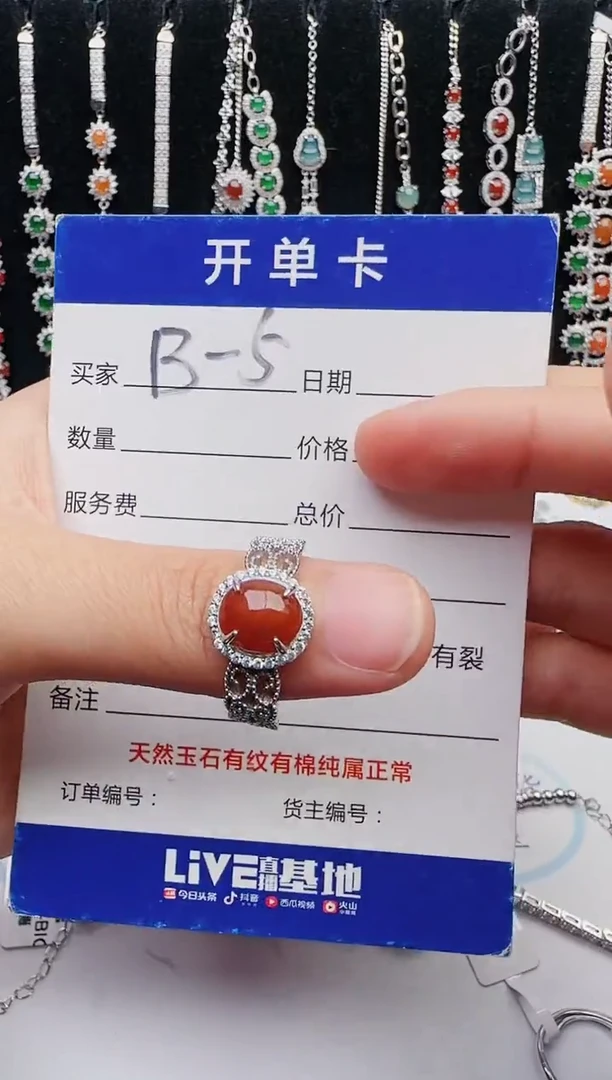 开单卡
买家 B-5 日期
数量 价格
服务费 总价
有裂
备注
天然玉石有纹有棉纯属正常
订单编号： 货主编号：
LiVE直播基地
今日头条 抖音 西瓜视频 火山